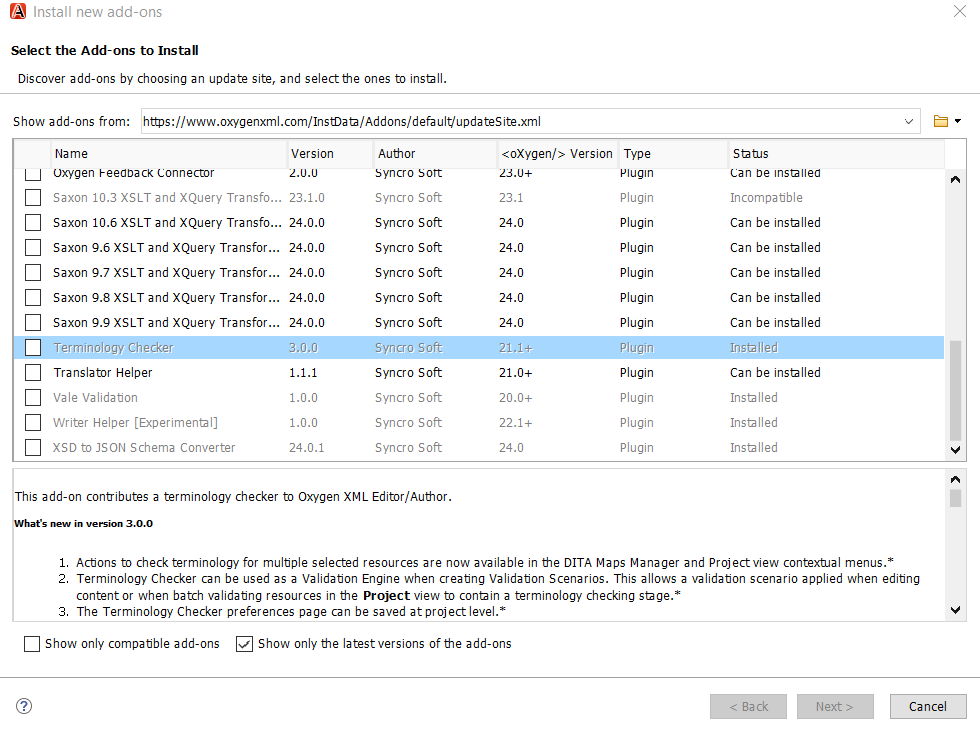 Install new add-ons
Select the Add-ons to Install
Discover add-ons by choosing an update site, and select the ones to install.
Show add-ons from: https://www.oxygenxml.com/InstData/Addons/default/updateSite.xml
Name Version Author <oXygen/> Version Type Status
Oxygen Feedback Connector 2.0.0 Syncro Soft 23.0+ Plugin Can be installed
Saxon 10.3 XSLT and XQuery Transfo... 23.1.0 Syncro Soft 23.1 Plugin Incompatible
Saxon 10.6 XSLT and XQuery Transfo... 24.0.0 Syncro Soft 24.0 Plugin Can be installed
Saxon 9.6 XSLT and XQuery Transfor... 24.0.0 Syncro Soft 24.0 Plugin Can be installed
Saxon 9.7 XSLT and XQuery Transfor... 24.0.0 Syncro Soft 24.0 Plugin Can be installed
Saxon 9.8 XSLT and XQuery Transfor... 24.0.0 Syncro Soft 24.0 Plugin Can be installed
Saxon 9.9 XSLT and XQuery Transfor... 24.0.0 Syncro Soft 24.0 Plugin Can be installed
Terminology Checker 3.0.0 Syncro Soft 21.1+ Plugin Installed
Translator Helper 1.1.1 Syncro Soft 21.0+ Plugin Can be installed
Vale Validation 1.0.0 Syncro Soft 20.0+ Plugin Installed
Writer Helper [Experimental] 1.0.0 Syncro Soft 22.1+ Plugin Installed
XSD to JSON Schema Converter 24.0.1 Syncro Soft 24.0 Plugin Installed
This add-on contributes a terminology checker to Oxygen XML Editor/Author.
What's new in version 3.0.0
1. Actions to check terminology for multiple selected resources are now available in the DITA Maps Manager and Project view contextual menus.*
2. Terminology Checker can be used as a Validation Engine when creating Validation Scenarios. This allows a validation scenario applied when editing
content or when batch validating resources in the Project view to contain a terminology checking stage.*
3. The Terminology Checker preferences page can be saved at project level.*
Show only compatible add-ons Show only the latest versions of the add-ons
? < Back Next > Cancel